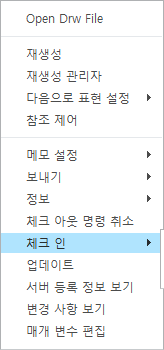 Open Drw File
재생성
재생성 관리자
다음으로 표현 설정
참조 제어
메모 설정
보내기
정보
체크 아웃 명령 취소
체크 인
업데이트
서버 등록 정보 보기
변경 사항 보기
매개 변수 편집